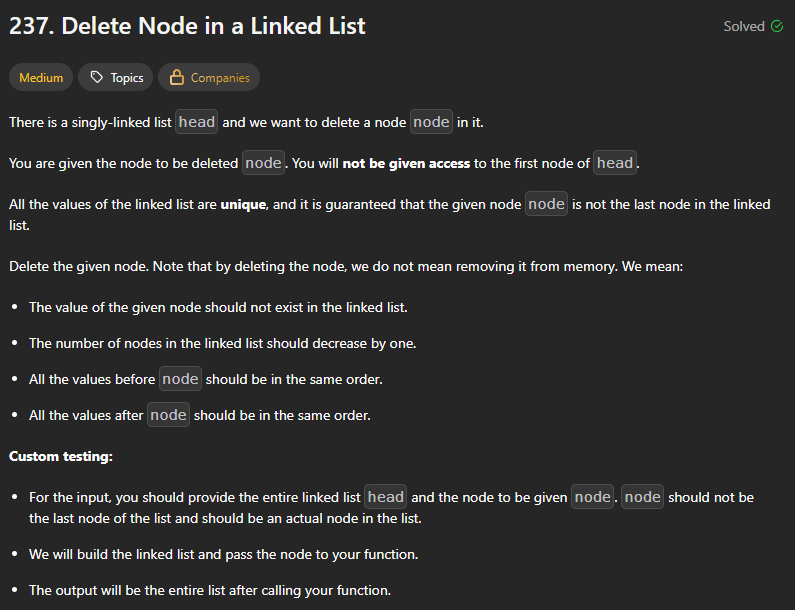 237. Delete Node in a Linked List
Solved
Medium Topics Companies
There is a singly-linked list head and we want to delete a node node in it.
You are given the node to be deleted node. You will not be given access to the first node of head.
All the values of the linked list are unique, and it is guaranteed that the given node node is not the last node in the linked
list.
Delete the given node. Note that by deleting the node, we do not mean removing it from memory. We mean:
• The value of the given node should not exist in the linked list.
• The number of nodes in the linked list should decrease by one.
• All the values before node should be in the same order.
• All the values after node should be in the same order.
Custom testing:
• For the input, you should provide the entire linked list head and the node to be given node. node should not be
the last node of the list and should be an actual node in the list.
• We will build the linked list and pass the node to your function.
• The output will be the entire list after calling your function.